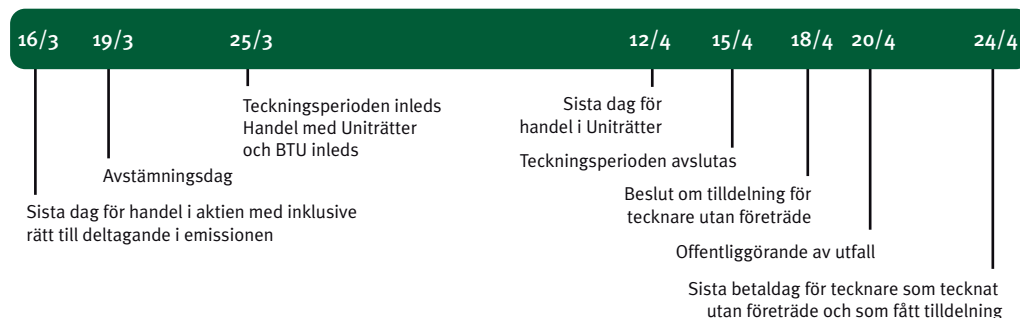 16/3 19/3 25/3 12/4 15/4 18/4 20/4 24/4
Teckningsperioden inleds
Handel med Uniträtter
och BTU inleds
Sista dag för
handel i Uniträtter
Avstämningsdag
Teckningsperioden avslutas
Sista dag för handel i aktien med inklusive
rätt till deltagande i emissionen
Beslut om tilldelning för
tecknare utan företräde
Offentliggörande av utfall
Sista betaldag för tecknare som tecknat
utan företräde och som fått tilldelning